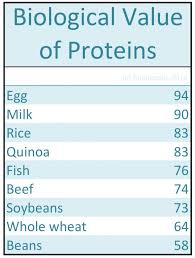 Biological Value
of Proteins
Egg 94
Milk 90
Rice 83
Quinoa 83
Fish 76
Beef 74
Soybeans 73
Whole wheat 64
Beans 58